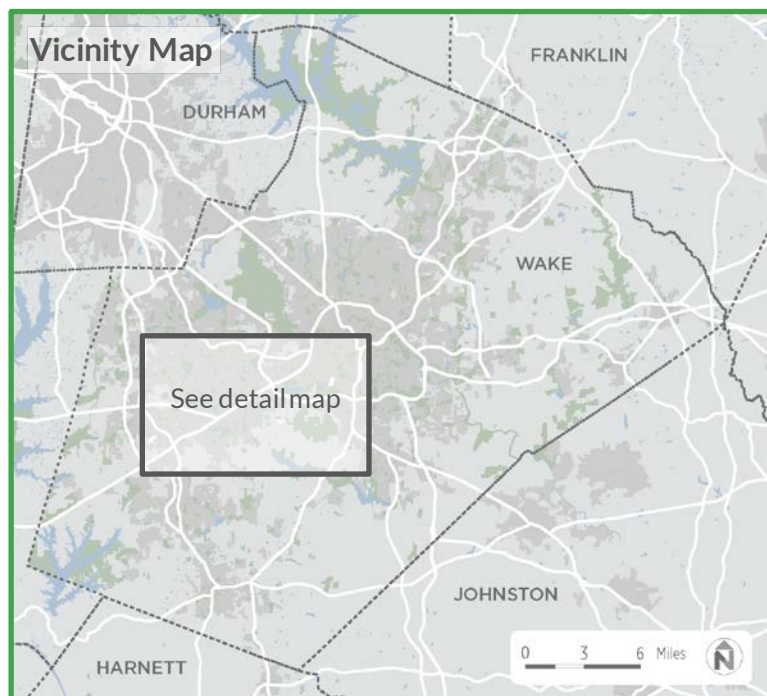 Vicinity Map
FRANKLIN
DURHAM
WAKE
See detail map
JOHNSTON
HARNETT
0 3 6 Miles
N